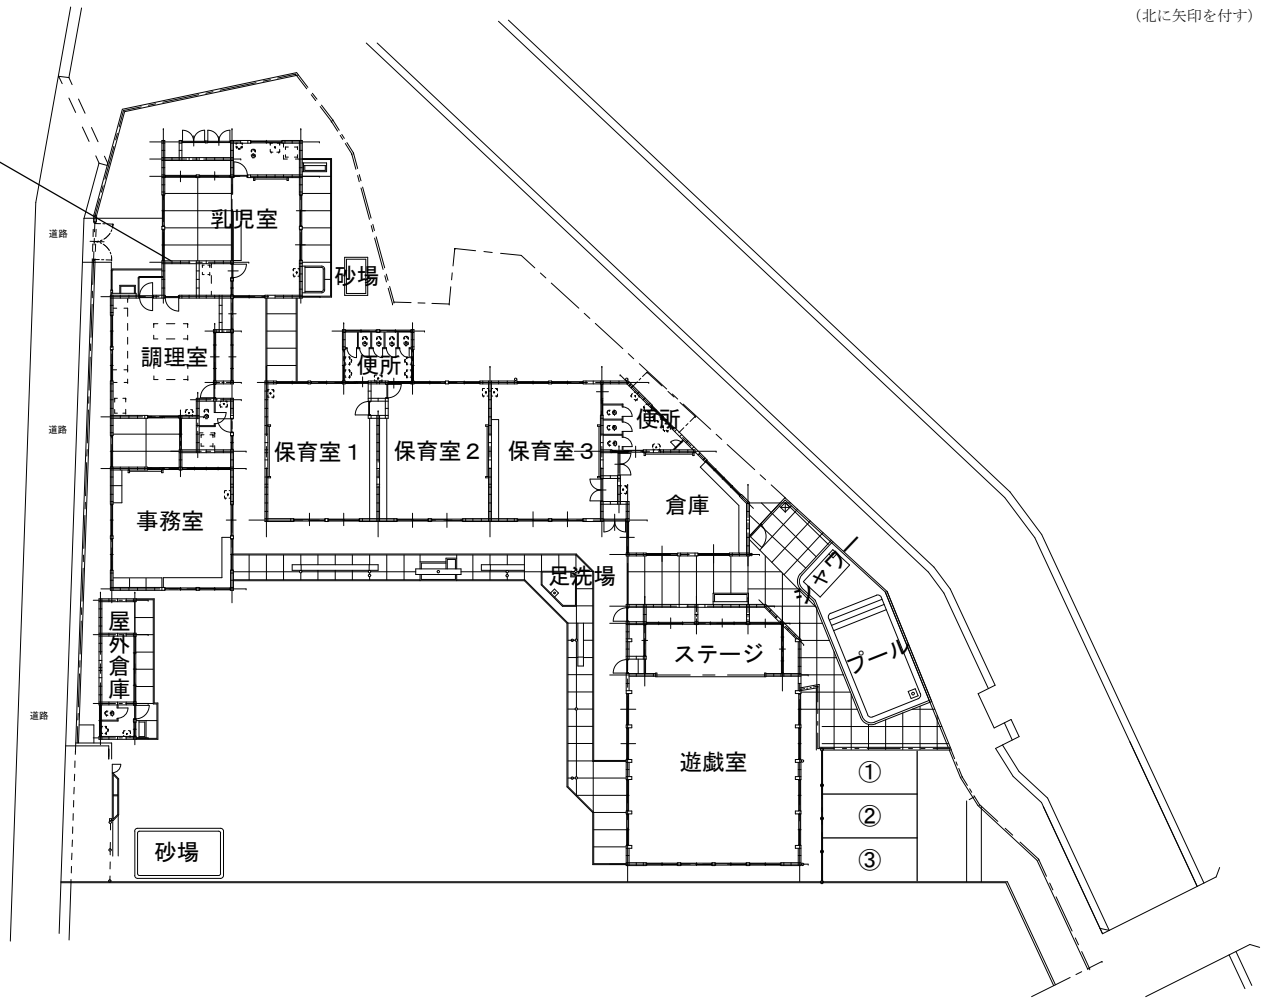 （北に矢印を付す）
道路
乳児室
砂場
調理室
便所
便所
道路
保育室１
保育室２
保育室３
倉庫
事務室
シャワー
足洗場
屋外倉庫
ステージ
プール
道路
遊戯室
①
②
③
砂場